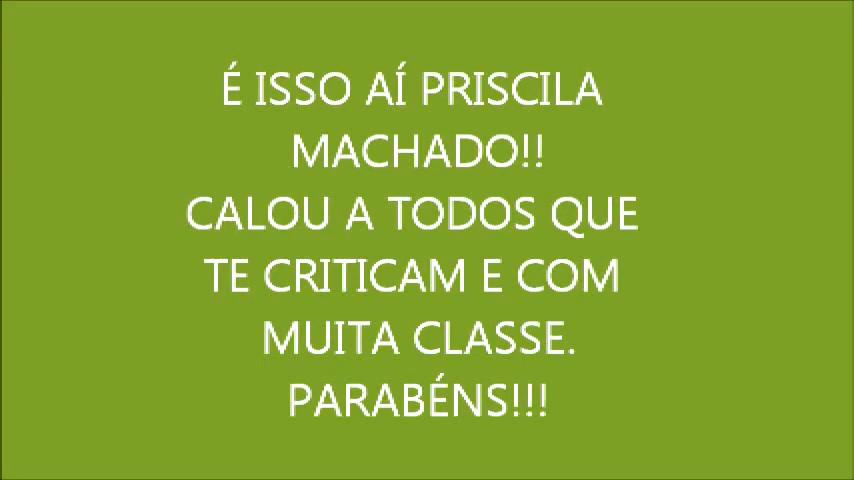 É ISSO AÍ PRISCILA
MACHADO!!
CALOU A TODOS QUE
TE CRITICAM E COM
MUITA CLASSE.
PARABÉNS!!!